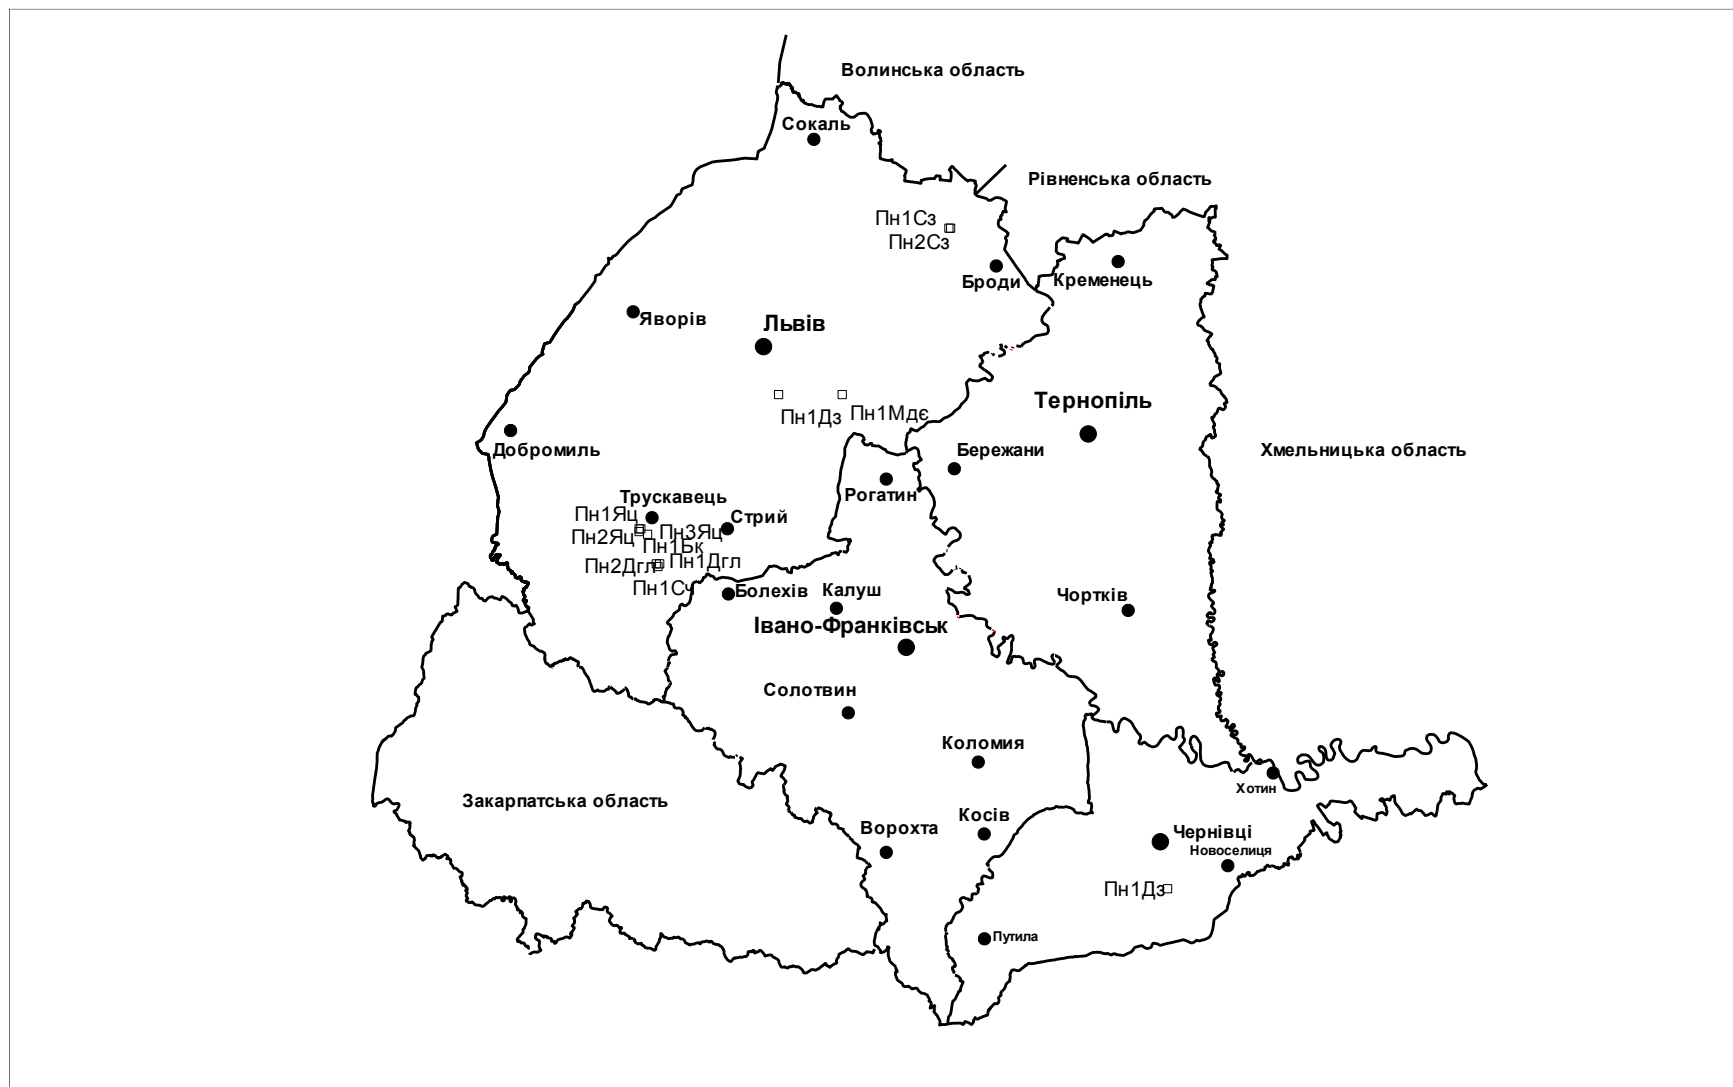 Волинська область
Сокаль
Рівненська область
Пн1Сз
Пн2Сз
Броди
Кременець
Яворів
Львів
Тернопіль
Пн1Дз
Пн1Мдє
Добромиль
Бережани
Хмельницька область
Рогатин
Трускавець
Пн1Яц
Стрий
Пн2Яц
Пн3Яц
Пн1Бк
Пн2Дгл
Пн1Дгл
Пн1Сч
Болехів
Калуш
Чортків
Івано-Франківськ
Солотвин
Коломия
Хотин
Закарпатська область
Косів
Ворохта
Чернівці
Новоселиця
Пн1Дз
Путила